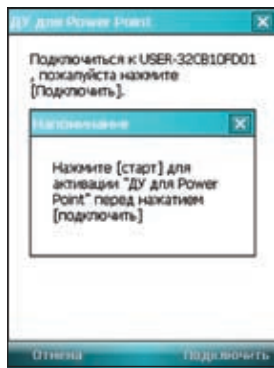 ДУ для Power Point
Подключиться к USER-32CB10FD01
, пожалуйста нажмите
[Подключить].
Напоминание
Нажмите [старт] для
активации "ДУ для Power
Point" перед нажатием
[подключить]
Отмена Подключить